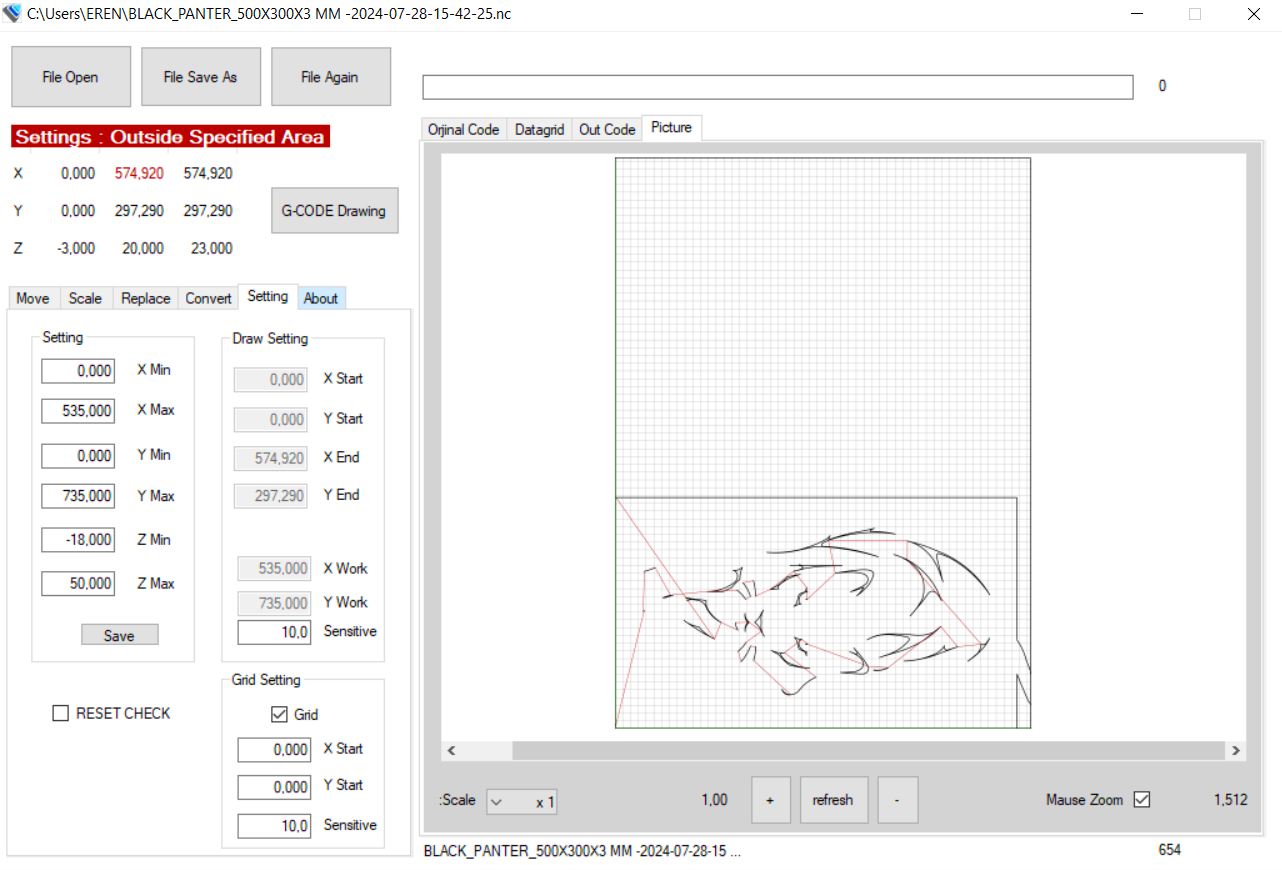 C:\Users\EREN\BLACK_PANTER_500X300X3 MM -2024-07-28-15-42-25.nc
File Open File Save As File Again
0
Settings : Outside Specified Area
Orjinal Code Datagrid Out Code Picture
X 0,000 574,920 574,920
Y 0,000 297,290 297,290
G-CODE Drawing
Z -3,000 20,000 23,000
Move Scale Replace Convert Setting About
Setting
0,000 X Min
535,000 X Max
0,000 Y Min
735,000 Y Max
-18,000 Z Min
50,000 Z Max
Save
RESET CHECK
Draw Setting
0,000 X Start
0,000 Y Start
574,920 X End
297,290 Y End
535,000 X Work
735,000 Y Work
10,0 Sensitive
Grid Setting
Grid
0,000 X Start
0,000 Y Start
10,0 Sensitive
:Scale x 1 1,00 + refresh - Mause Zoom 1,512
BLACK_PANTER_500X300X3 MM -2024-07-28-15 ... 654